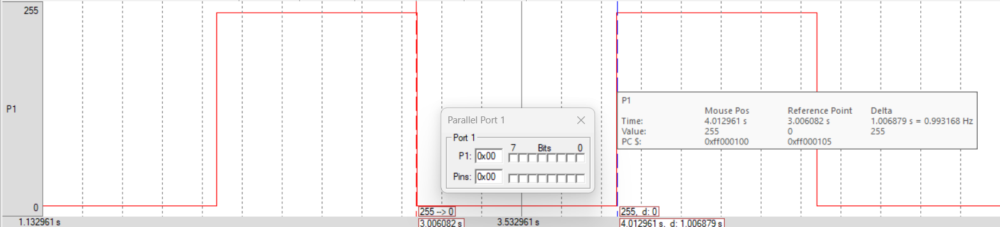 255
P1
0
Parallel Port 1
Port 1
7 Bits 0
P1: 0x00
Pins: 0x00
P1
Mouse Pos Reference Point Delta
Time: 4.012961 s 3.006082 s 1.006879 s = 0.993168 Hz
Value: 255 0 255
PC $: 0xff000100 0xff000105
255 --> 0
255, d: 0
1.132961 s
3.006082 s
3.532961 s
4.012961 s, d: 1.006879 s